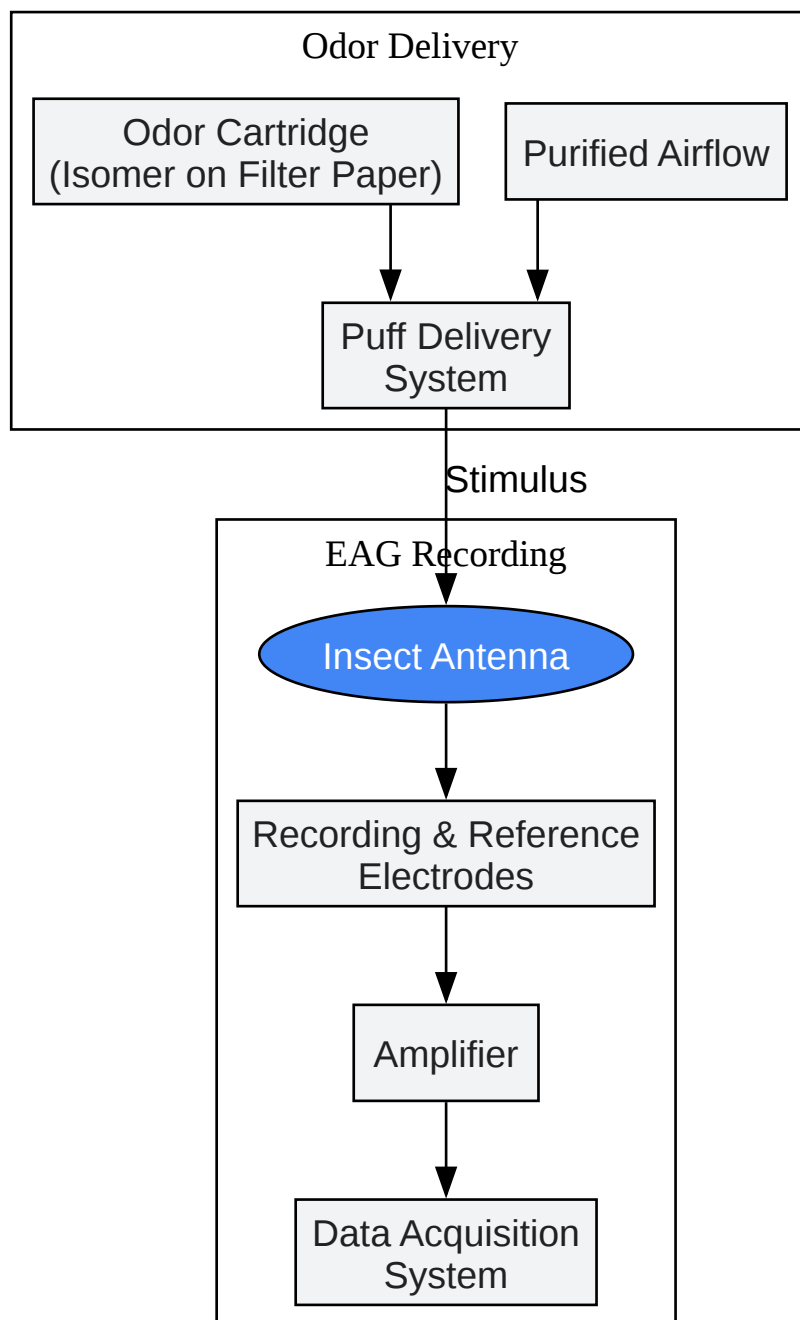 Odor Delivery
Odor Cartridge
(Isomer on Filter Paper)
Purified Airflow
Puff Delivery
System
Stimulus
EAG Recording
Insect Antenna
Recording & Reference
Electrodes
Amplifier
Data Acquisition
System